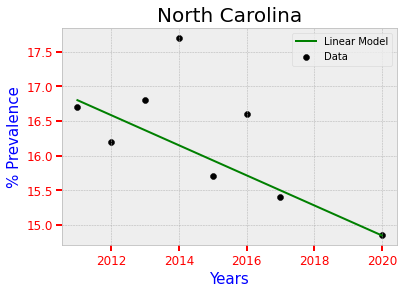 North Carolina
Linear Model
Data
% Prevalence
17.5
17.0
16.5
16.0
15.5
15.0
2012
2014
2016
2018
2020
Years